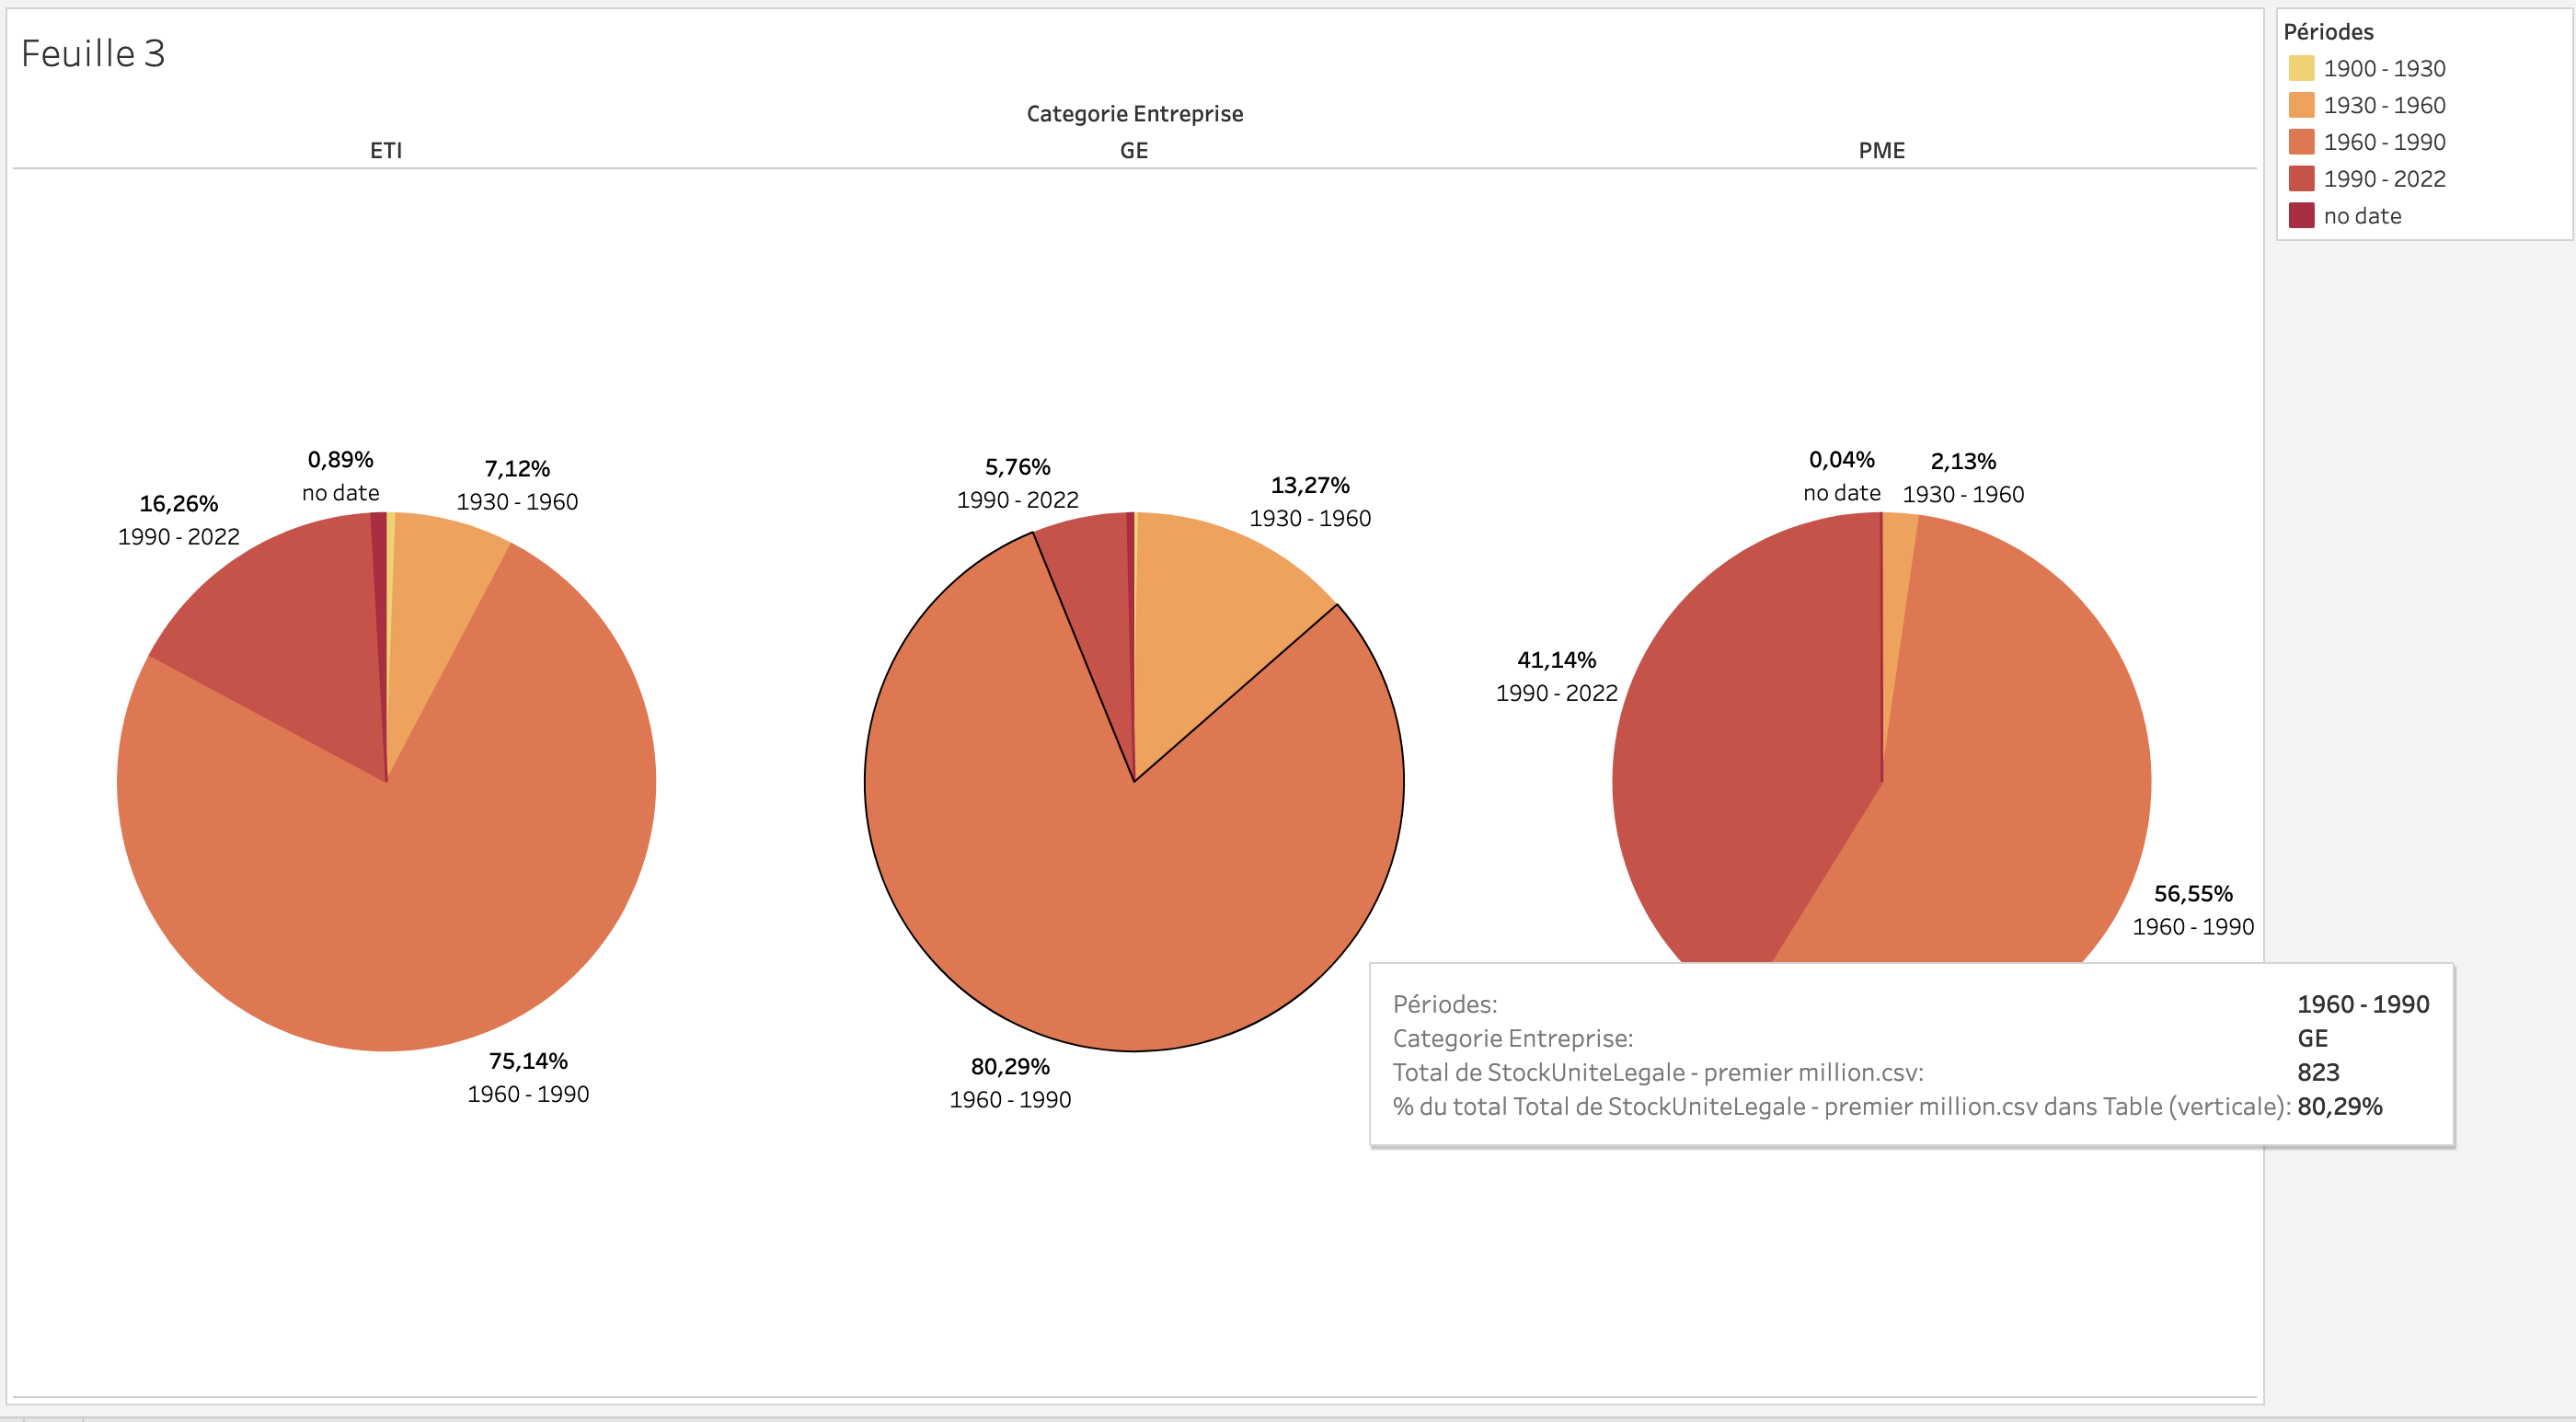 Feuille 3
Categorie Entreprise
ETI
GE
PME
0,89%
no date
7,12%
1930 - 1960
16,26%
1990 - 2022
75,14%
1960 - 1990
5,76%
1990 - 2022
13,27%
1930 - 1960
80,29%
1960 - 1990
0,04%
no date
2,13%
1930 - 1960
41,14%
1990 - 2022
56,55%
1960 - 1990
Périodes: 1960 - 1990
Categorie Entreprise: GE
Total de StockUniteLegale - premier million.csv: 823
% du total Total de StockUniteLegale - premier million.csv dans Table (verticale): 80,29%
Périodes
1900 - 1930
1930 - 1960
1960 - 1990
1990 - 2022
no date